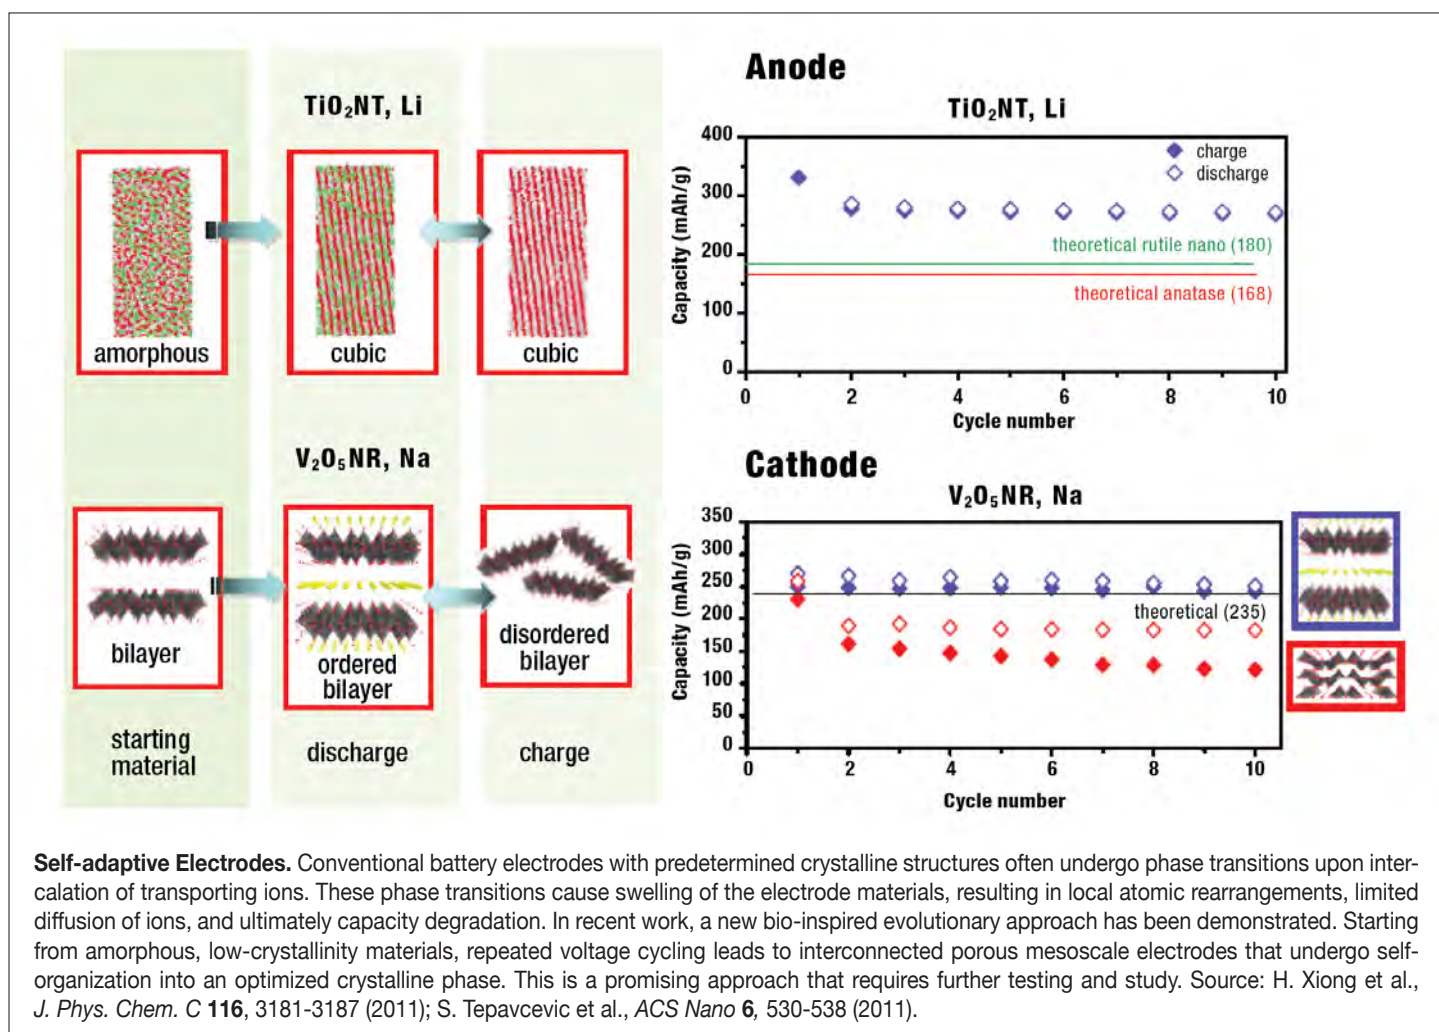 TiO₂NT, Li
amorphous
cubic
cubic
V₂O₅NR, Na
bilayer
ordered
bilayer
disordered
bilayer
starting
material
discharge
charge
Anode
TiO₂NT, Li
400
300
200
100
0
Capacity (mAh/g)
charge
discharge
theoretical rutile nano (180)
theoretical anatase (168)
0
2
4
6
8
10
Cycle number
Cathode
V₂O₅NR, Na
350
300
250
200
150
100
50
0
Capacity (mAh/g)
theoretical (235)
0
2
4
6
8
10
Cycle number
Self-adaptive Electrodes. Conventional battery electrodes with predetermined crystalline structures often undergo phase transitions upon inter-
calation of transporting ions. These phase transitions cause swelling of the electrode materials, resulting in local atomic rearrangements, limited
diffusion of ions, and ultimately capacity degradation. In recent work, a new bio-inspired evolutionary approach has been demonstrated. Starting
from amorphous, low-crystallinity materials, repeated voltage cycling leads to interconnected porous mesoscale electrodes that undergo self-
organization into an optimized crystalline phase. This is a promising approach that requires further testing and study. Source: H. Xiong et al.,
J. Phys. Chem. C 116, 3181-3187 (2011); S. Tepavcevic et al., ACS Nano 6, 530-538 (2011).